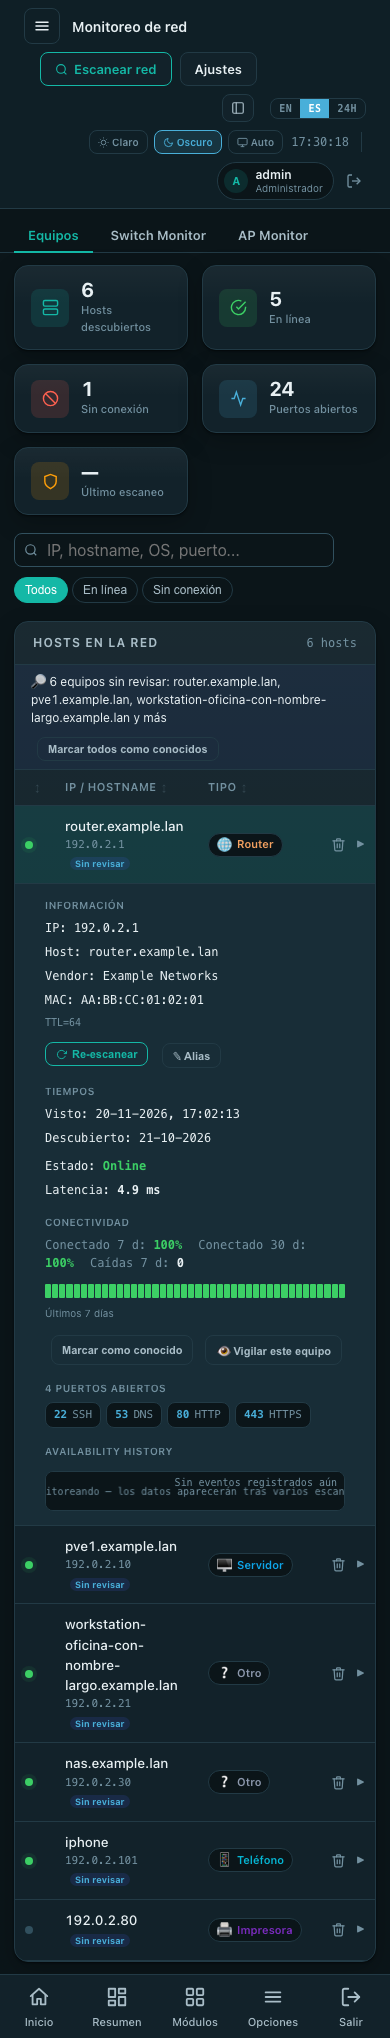 Monitoreo de red
Escanear red
Ajustes
EN ES 24H
Claro Oscuro Auto 17:30:18
A admin
Administrador
Equipos Switch Monitor AP Monitor
6
Hosts
descubiertos
5
En línea
1
Sin conexión
24
Puertos abiertos
—
Último escaneo
IP, hostname, OS, puerto...
Todos En línea Sin conexión
HOSTS EN LA RED 6 hosts
6 equipos sin revisar: router.example.lan,
pve1.example.lan, workstation-oficina-con-nombre-
largo.example.lan y más
Marcar todos como conocidos
IP / HOSTNAME TIPO
router.example.lan
192.0.2.1
Sin revisar
Router
INFORMACIÓN
IP: 192.0.2.1
Host: router.example.lan
Vendor: Example Networks
MAC: AA:BB:CC:01:02:01
TTL=64
Re-escanear Alias
TIEMPOS
Visto: 20-11-2026, 17:02:13
Descubierto: 21-10-2026
Estado: Online
Latencia: 4.9 ms
CONECTIVIDAD
Conectado 7 d: 100% Conectado 30 d:
100% Caídas 7 d: 0
Últimos 7 días
Marcar como conocido Vigilar este equipo
4 PUERTOS ABIERTOS
22 SSH 53 DNS 80 HTTP 443 HTTPS
AVAILABILITY HISTORY
Sin eventos registrados aún
itoreando — los datos aparecerán tras varios escan
pve1.example.lan
192.0.2.10
Sin revisar
Servidor
workstation-
oficina-con-
nombre-
largo.example.lan
192.0.2.21
Sin revisar
? Otro
nas.example.lan
192.0.2.30
Sin revisar
? Otro
iphone
192.0.2.101
Sin revisar
Teléfono
192.0.2.80
Sin revisar
Impresora
Inicio Resumen Módulos Opciones Salir